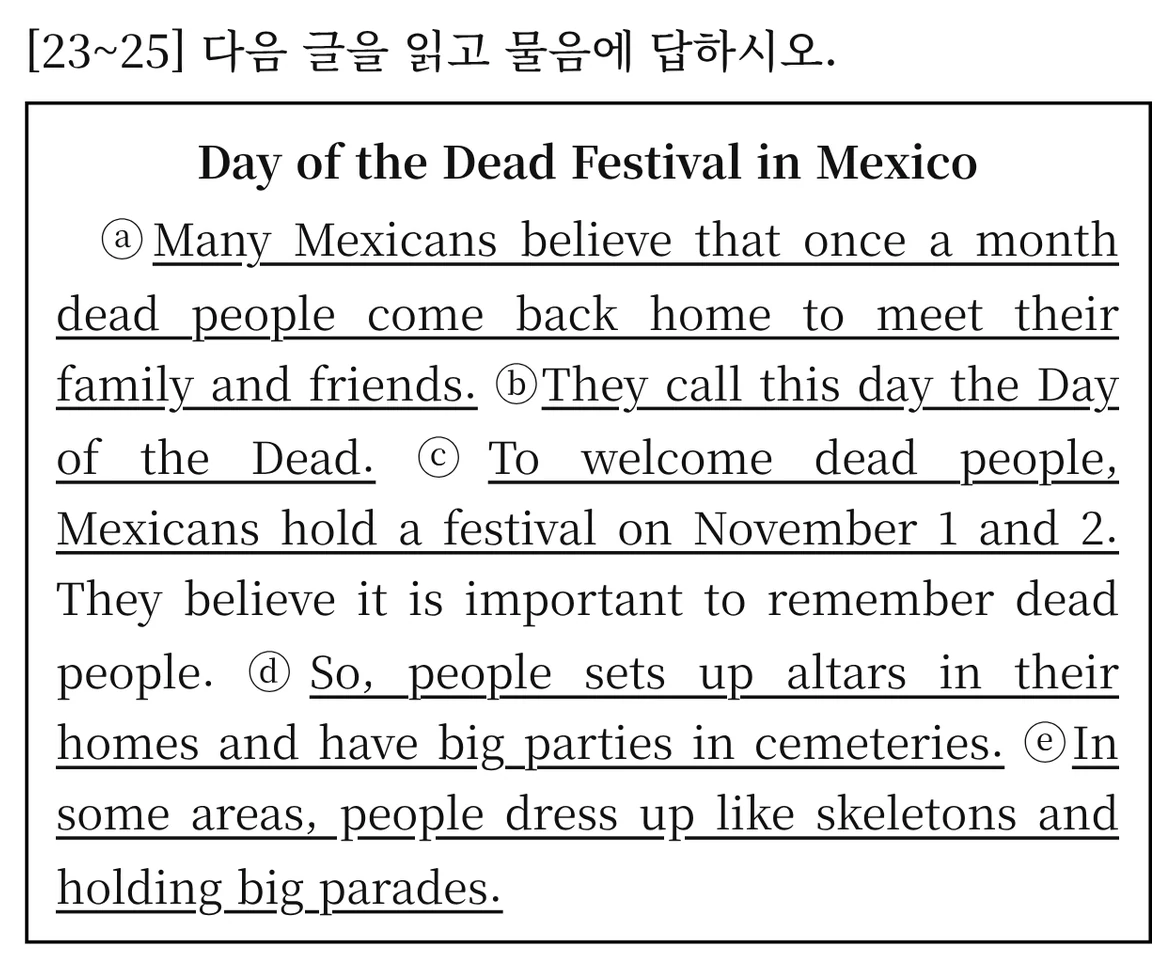 [23~25] 다음 글을 읽고 물음에 답하시오.
Day of the Dead Festival in Mexico
ⓐMany Mexicans believe that once a month
dead people come back home to meet their
family and friends. ⓑThey call this day the Day
of the Dead. ⓒ To welcome dead people,
Mexicans hold a festival on November 1 and 2.
They believe it is important to remember dead
people. ⓓ So, people sets up altars in their
homes and have big parties in cemeteries. ⓔIn
some areas, people dress up like skeletons and
holding big parades.